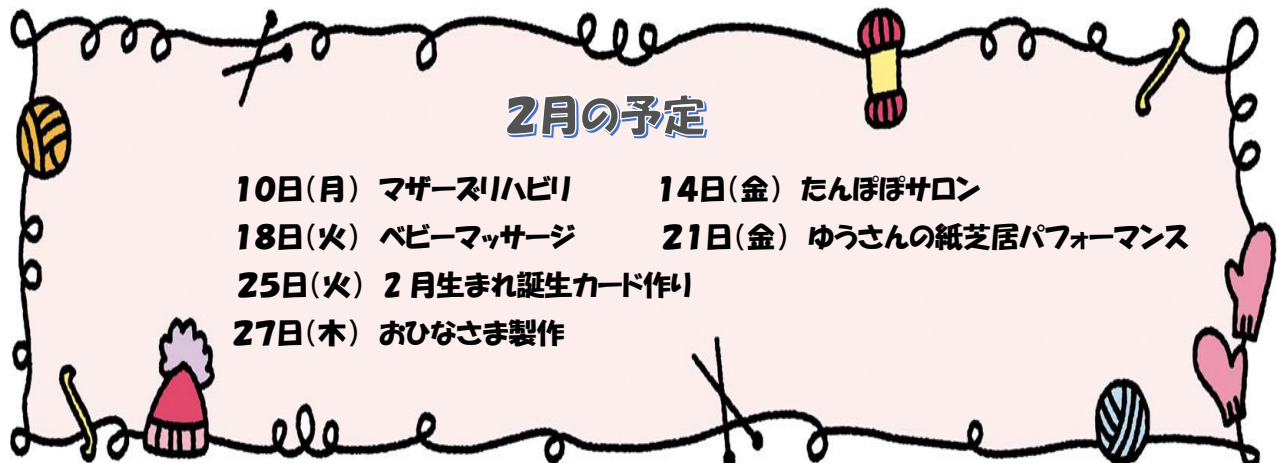 2月の予定
10日(月) マザーズリハビリ 14日(金) たんぽぽサロン
18日(火) ベビーマッサージ 21日(金) ゆうさんの紙芝居パフォーマンス
25日(火) 2月生まれ誕生カード作り
27日(木) おひなさま製作